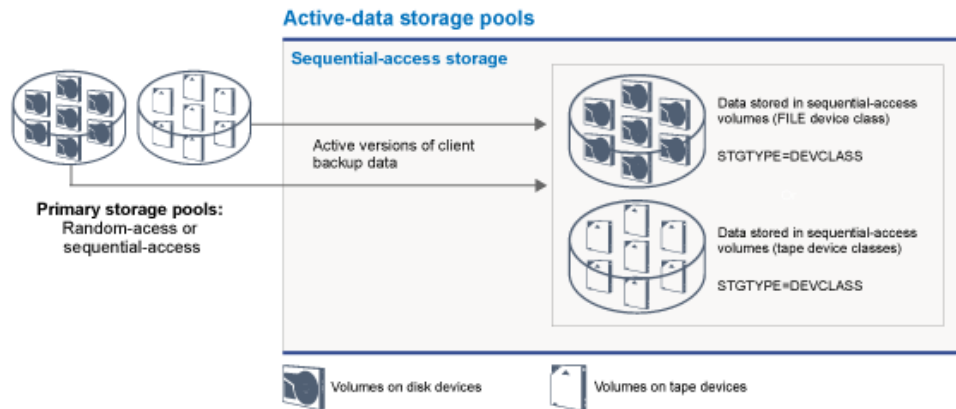 Active-data storage pools
Sequential-access storage
Data stored in sequential-access
volumes (FILE device class)
STGTYPE=DEVCLASS
Active versions of client
backup data
Primary storage pools:
Random-acess or
sequential-access
Data stored in sequential-access
volumes (tape device classes)
STGTYPE=DEVCLASS
Volumes on disk devices
Volumes on tape devices